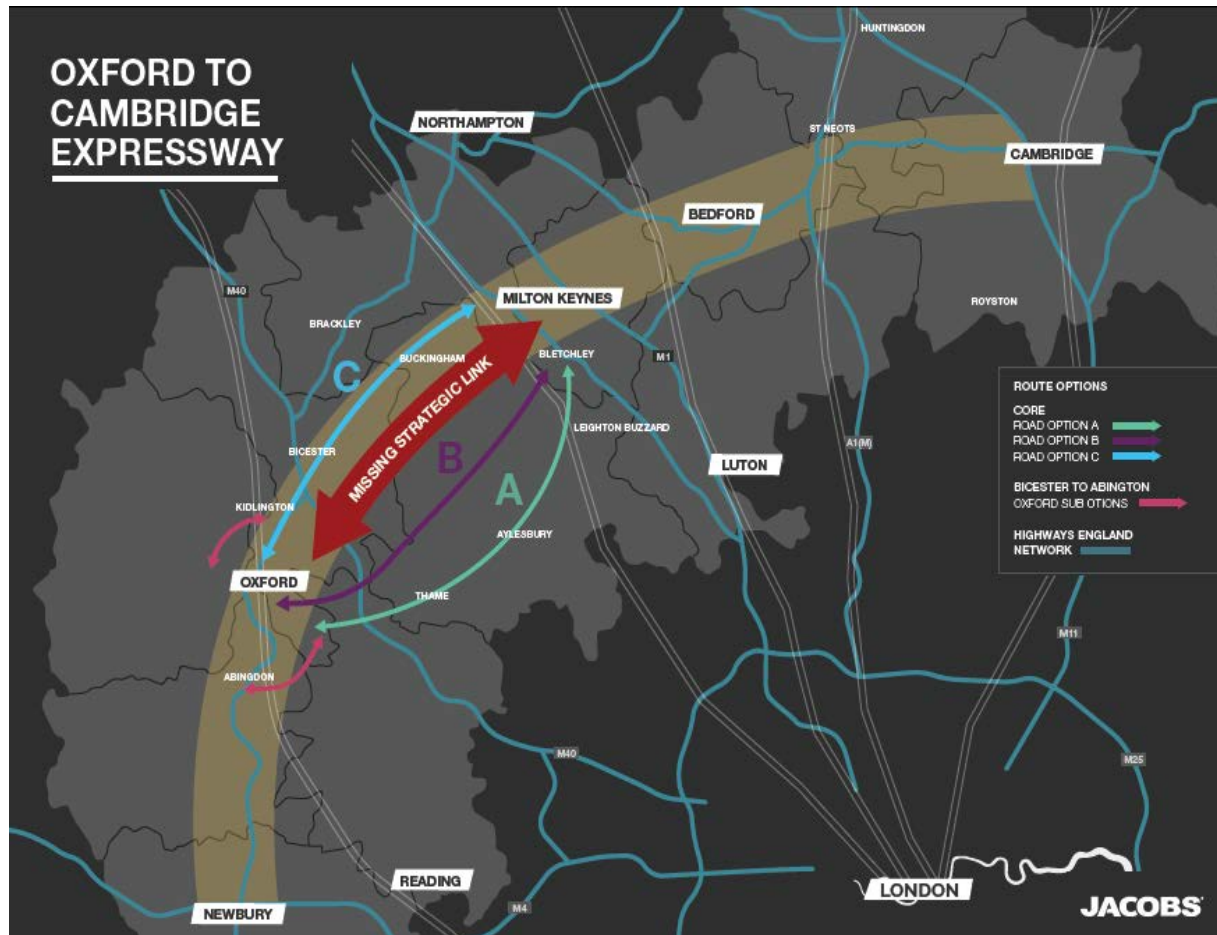 OXFORD TO
CAMBRIDGE
EXPRESSWAY
HUNTINGDON
NORTHAMPTON
ST NEOTS
CAMBRIDGE
BEDFORD
M40
MILTON KEYNES
ROYSTON
BRACKLEY
BUCKINGHAM
BLETCHLEY
M1
C
MISSING STRATEGIC LINK
ROUTE OPTIONS
CORE
ROAD OPTION A
ROAD OPTION B
ROAD OPTION C
BICESTER TO ABINGTON
OXFORD SUB OTIONS
HIGHWAYS ENGLAND
NETWORK
LEIGHTON BUZZARD
A1(M)
BICESTER
B
LUTON
A
KIDLINGTON
AYLESBURY
OXFORD
THAME
M11
ABINGDON
M40
M25
READING
LONDON
NEWBURY
M4
JACOBS